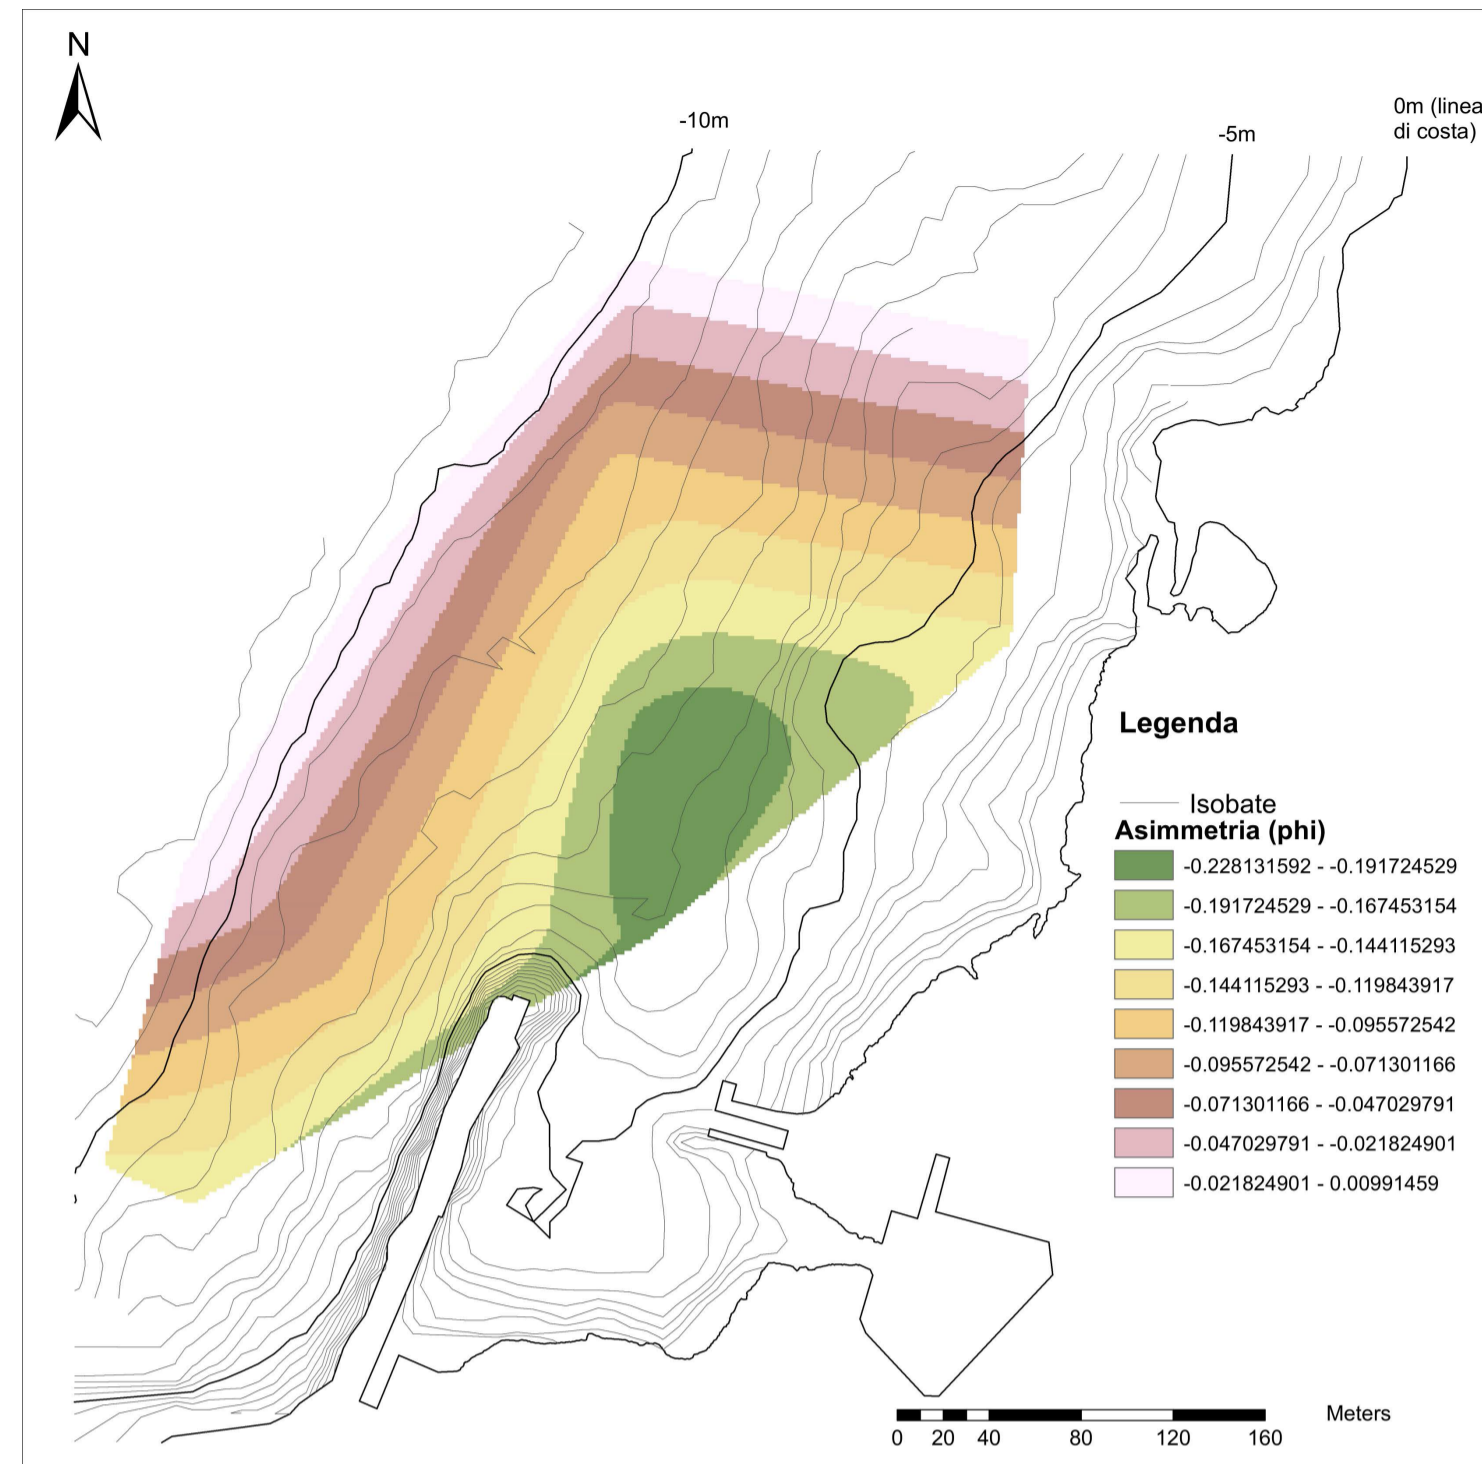 N
-10m
-5m
0m (linea
di costa)
Legenda
Isobate
Asimmetria (phi)
-0.228131592 - -0.191724529
-0.191724529 - -0.167453154
-0.167453154 - -0.144115293
-0.144115293 - -0.119843917
-0.119843917 - -0.095572542
-0.095572542 - -0.071301166
-0.071301166 - -0.047029791
-0.047029791 - -0.021824901
-0.021824901 - 0.00991459
Meters
0 20 40 80 120 160